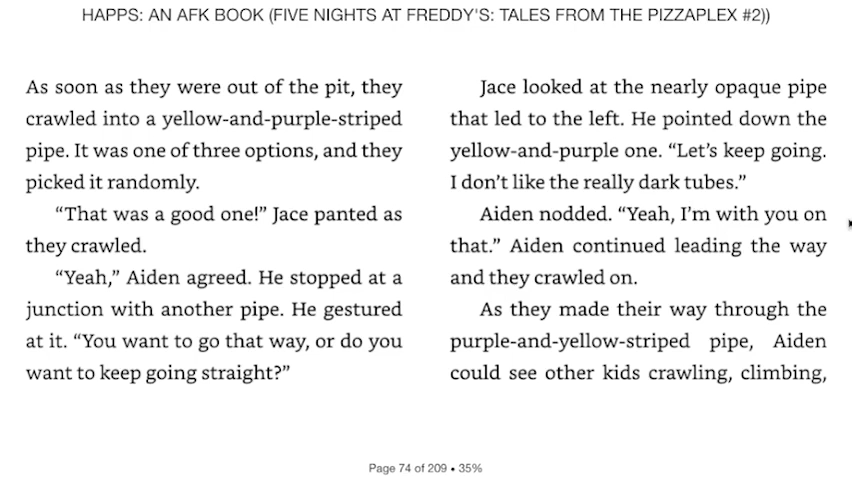 HAPPS: AN AFK BOOK (FIVE NIGHTS AT FREDDY'S: TALES FROM THE PIZZAPLEX #2))
As soon as they were out of the pit, they
crawled into a yellow-and-purple-striped
pipe. It was one of three options, and they
picked it randomly.
“That was a good one!” Jace panted as
they crawled.
“Yeah,” Aiden agreed. He stopped at a
junction with another pipe. He gestured
at it. “You want to go that way, or do you
want to keep going straight?”
Jace looked at the nearly opaque pipe
that led to the left. He pointed down the
yellow-and-purple one. “Let’s keep going.
I don’t like the really dark tubes.”
Aiden nodded. “Yeah, I’m with you on
that.” Aiden continued leading the way
and they crawled on.
As they made their way through the
purple-and-yellow-striped pipe, Aiden
could see other kids crawling, climbing,
Page 74 of 209 • 35%